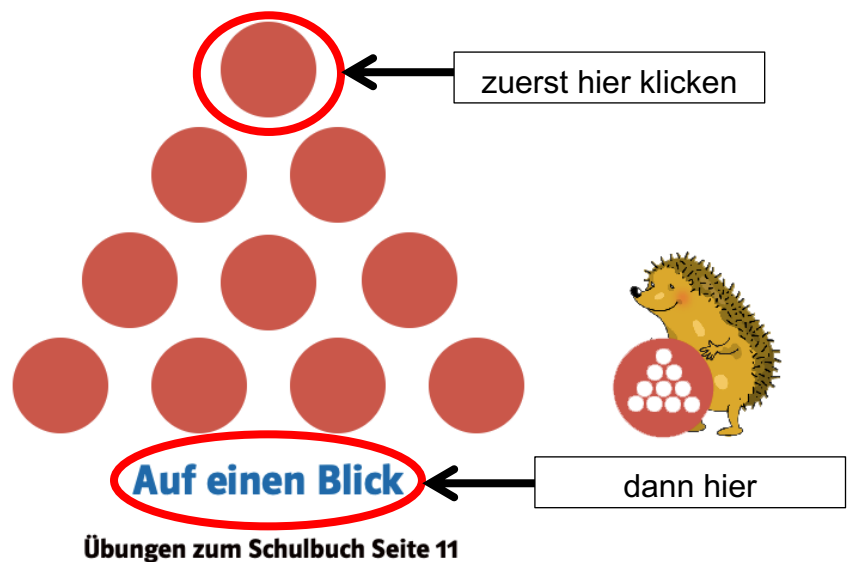 zuerst hier klicken
Auf einen Blick
dann hier
Übungen zum Schulbuch Seite 11